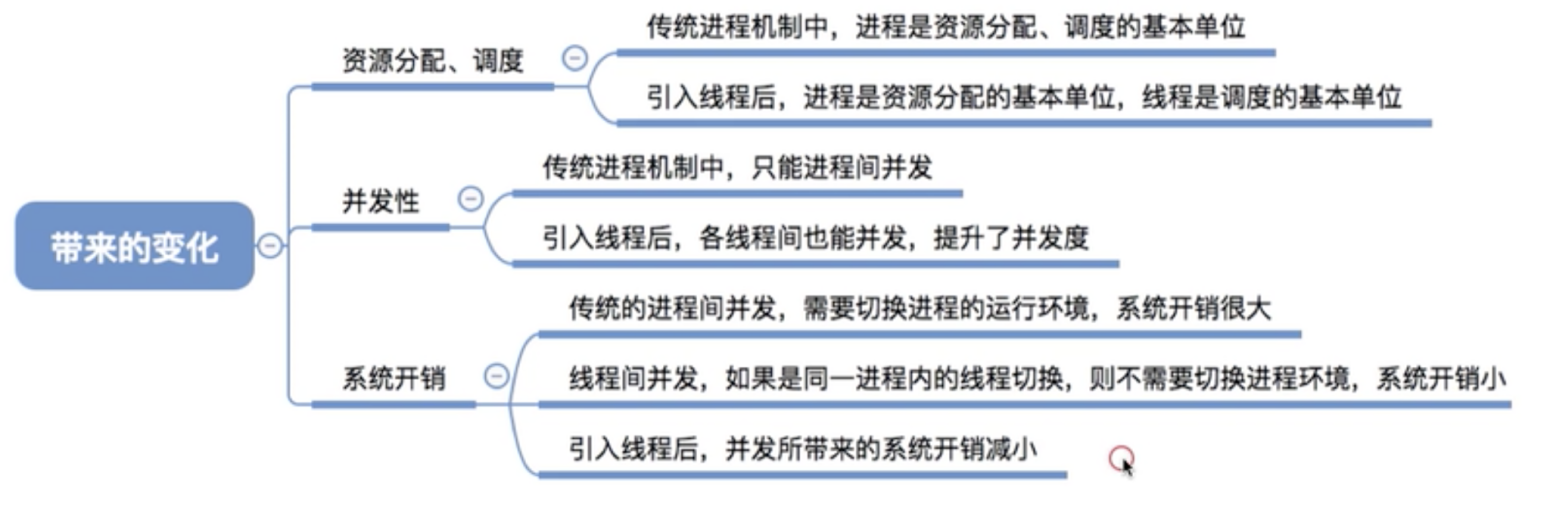 带来的变化
资源分配、调度
传统进程机制中，进程是资源分配、调度的基本单位
引入线程后，进程是资源分配的基本单位，线程是调度的基本单位
并发性
传统进程机制中，只能进程间并发
引入线程后，各线程间也能并发，提升了并发度
系统开销
传统的进程间并发，需要切换进程的运行环境，系统开销很大
线程间并发，如果是同一进程内的线程切换，则不需要切换进程环境，系统开销小
引入线程后，并发所带来的系统开销减小